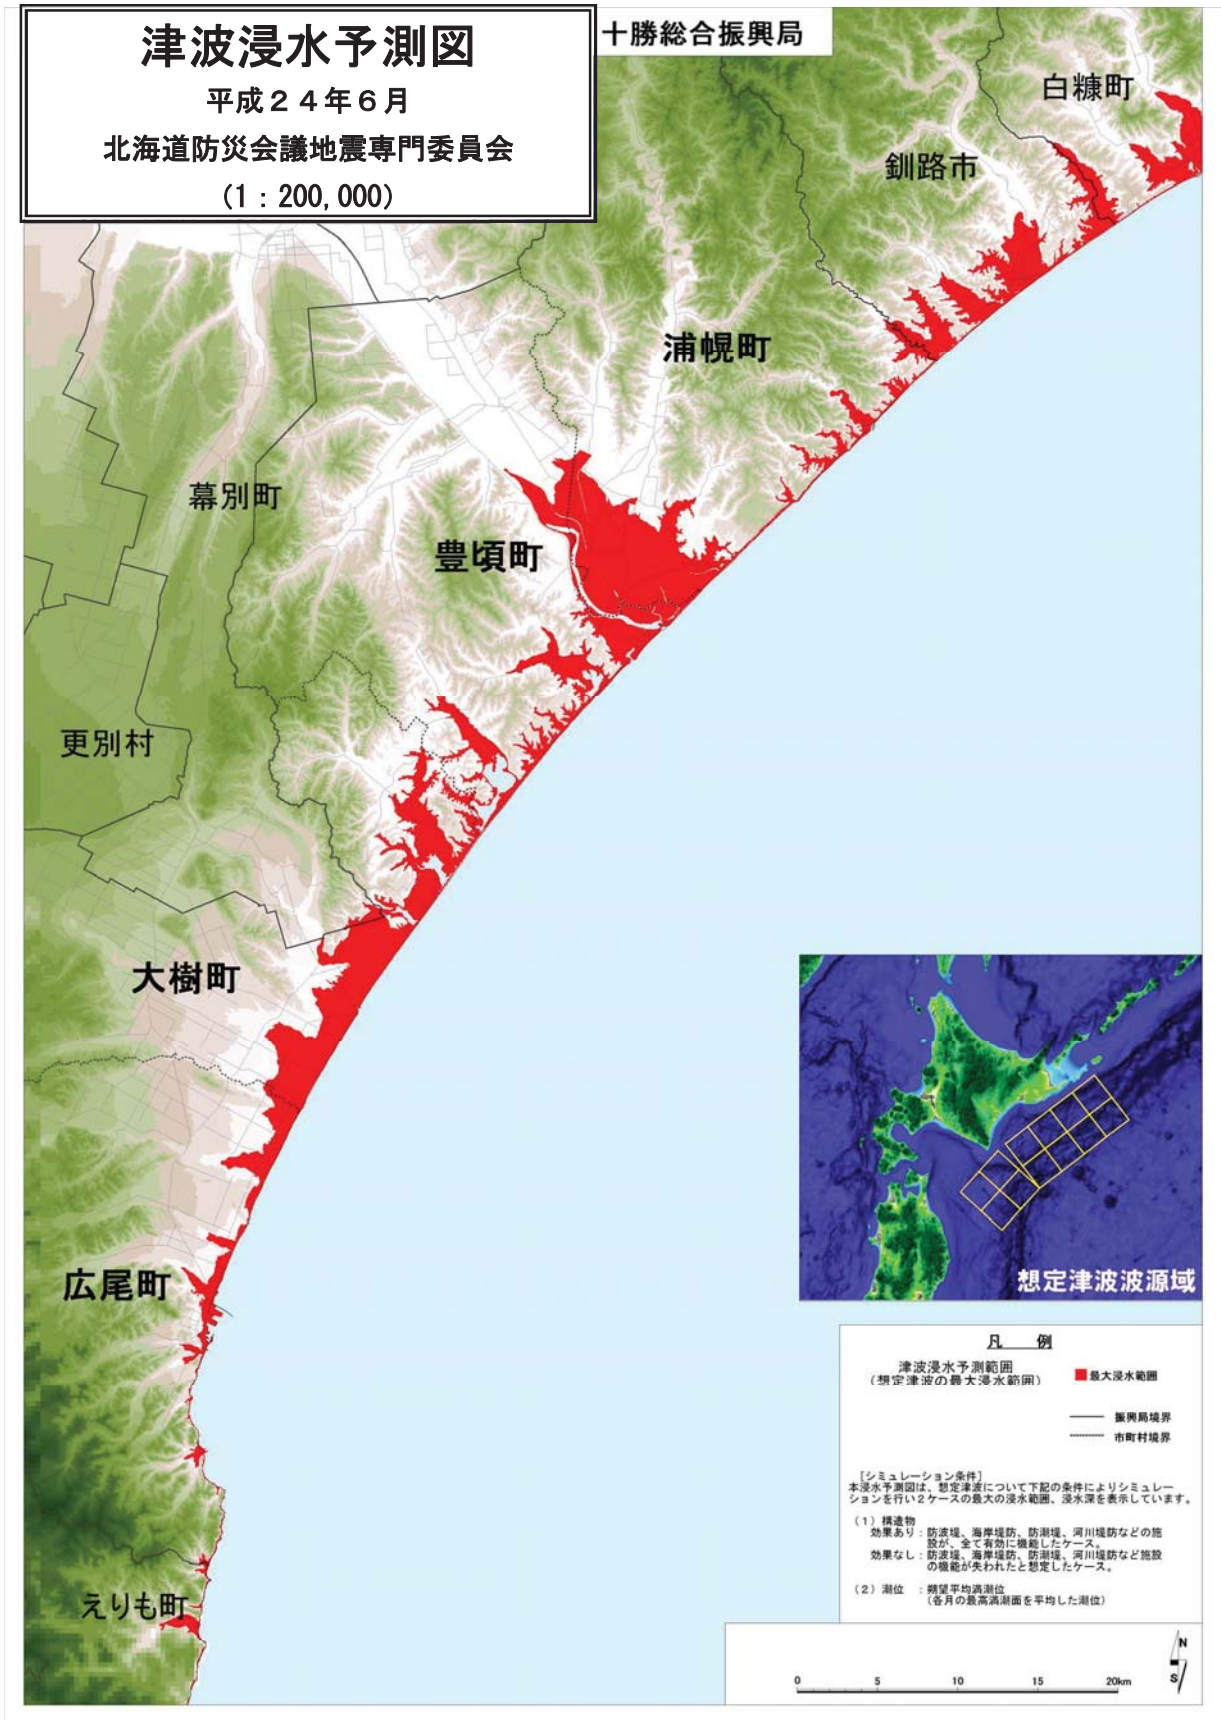 津波浸水予測図
平成２４年６月
北海道防災会議地震専門委員会
(1：200,000)
十勝総合振興局
白糠町
釧路市
浦幌町
幕別町
豊頃町
更別村
大樹町
広尾町
えりも町
想定津波波源域
凡　例
津波浸水予測範囲
（想定津波の最大浸水範囲）
最大浸水範囲
振興局境界
市町村境界
[シミュレーション条件]
本浸水予測図は、想定津波について下記の条件によりシミュレー
ションを行い２ケースの最大の浸水範囲、浸水深を表示しています。
（１）構造物
効果あり：防波堤、海岸堤防、防潮堤、河川堤防などの施
設が、全て有効に機能したケース。
効果なし：防波堤、海岸堤防、防潮堤、河川堤防など施設
の機能が失われたと想定したケース。
（２）潮位　：朔望平均満潮位
（各月の最高満潮面を平均した潮位）
N
S
0 5 10 15 20km